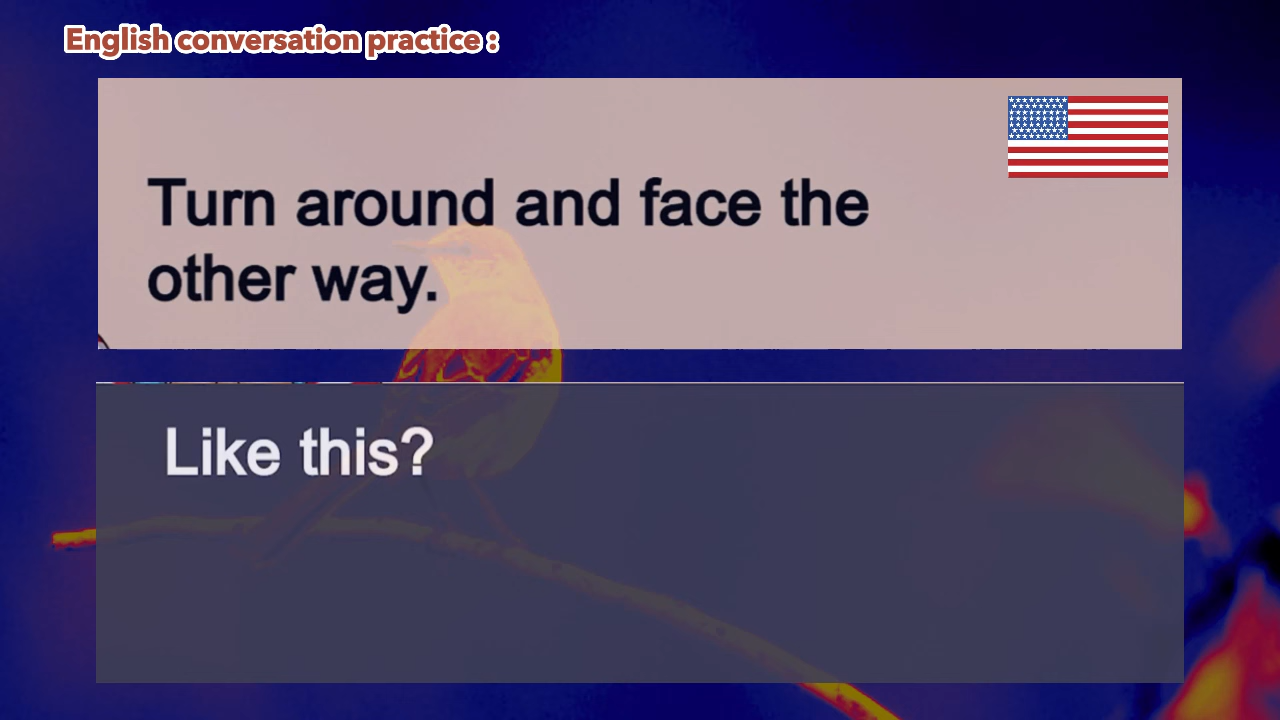 English conversation practice :
Turn around and face the
other way.
Like this?